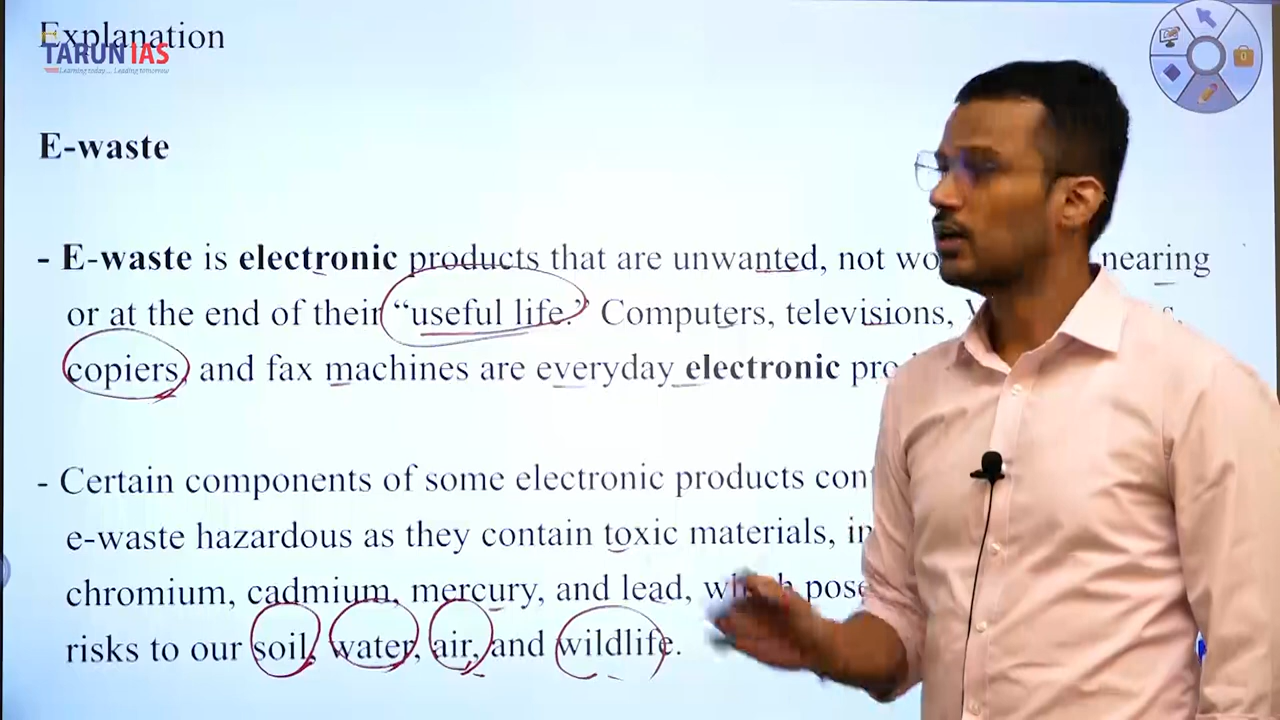 Explanation
TARUN IAS
Learning today... Leading tomorrow
E-waste
- E-waste is electronic products that are unwanted, not nearing
or at the end of their “useful life.” Computers, televisions,
copiers, and fax machines are everyday electronic
- Certain components of some electronic products
e-waste hazardous as they contain toxic materials,
chromium, cadmium, mercury, and lead, which pose
risks to our soil, water, air, and wildlife.